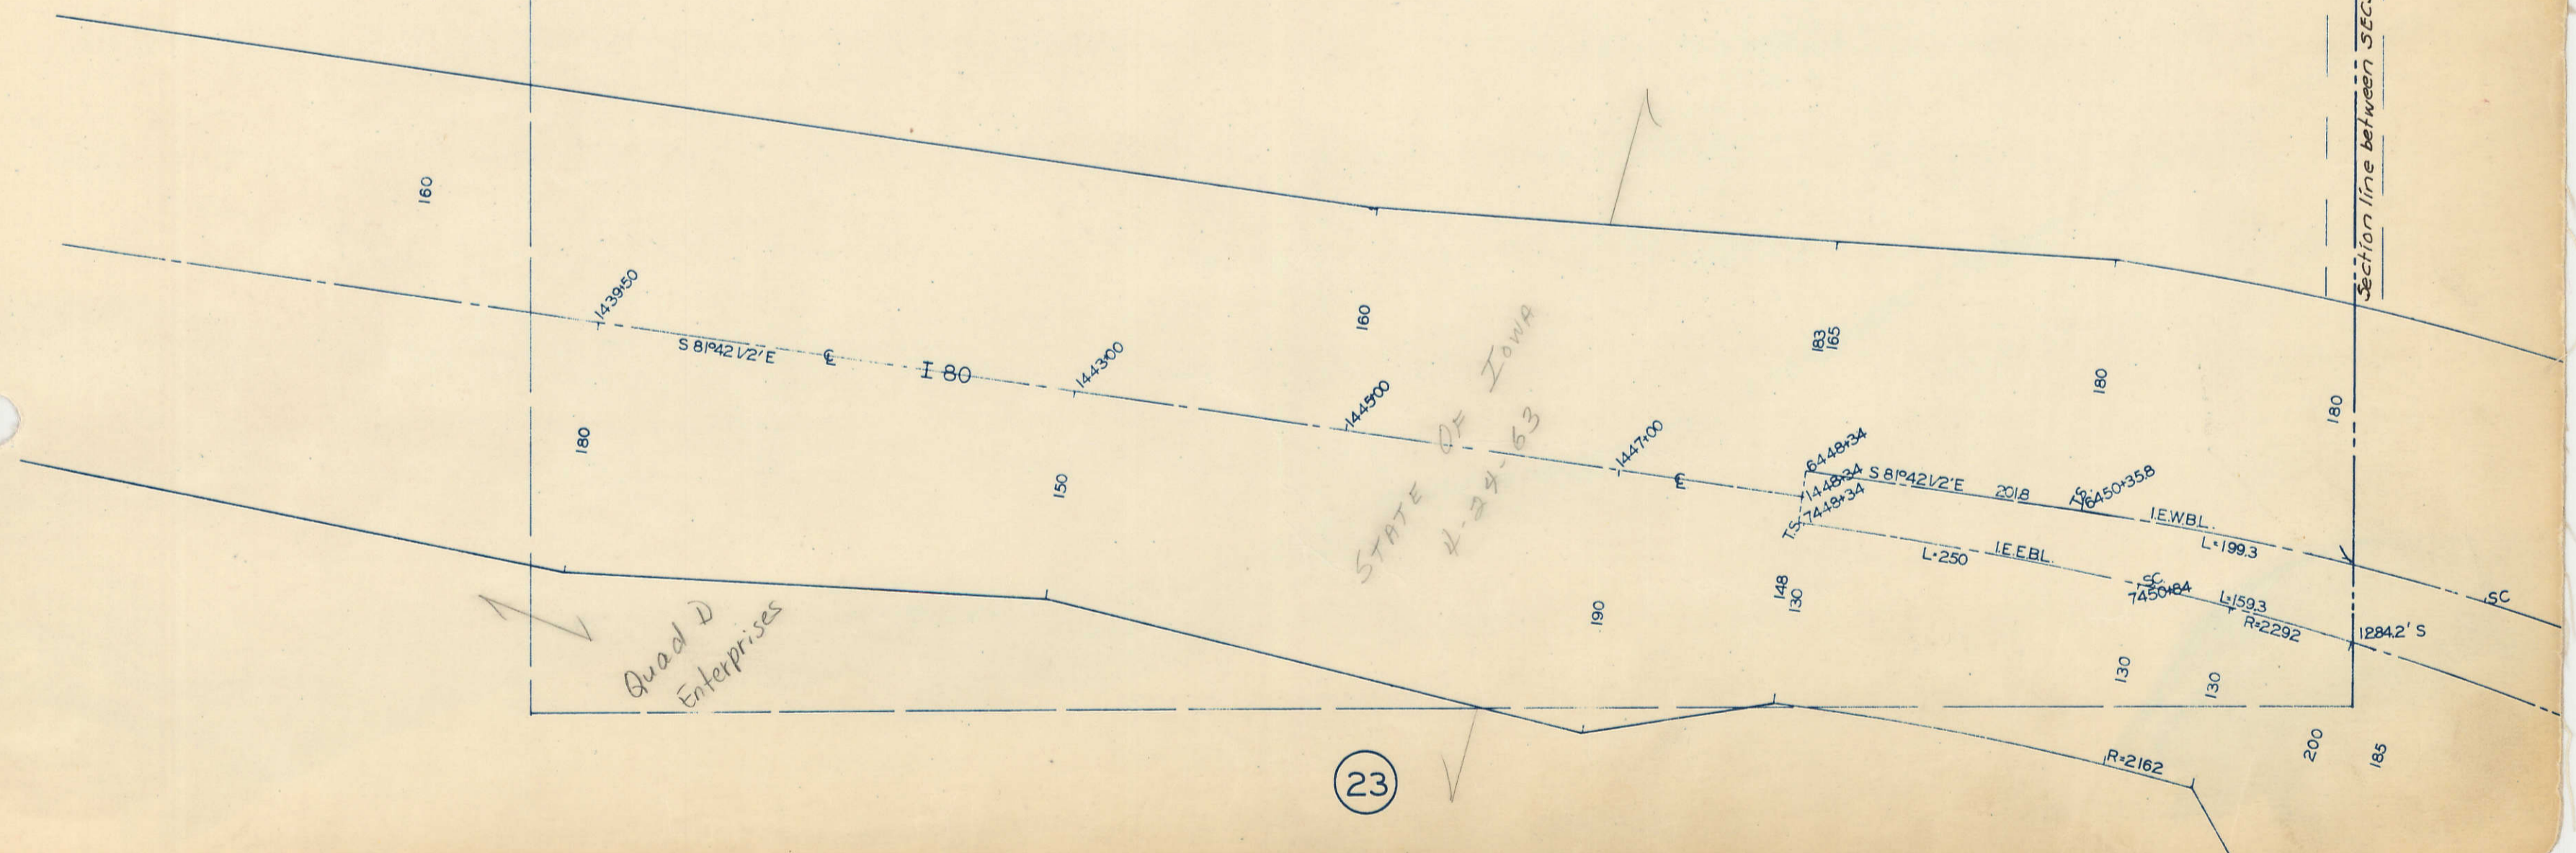 Section line between SEC.
160
1439+50
S 81°42 1/2' E
℄
I 80
1443+00
160
1445+00
183
165
180
180
180
150
1447+00
℄
6448+34
1448+34
T.S. 7448+34
S 81°42 1/2' E
201.8
T.S.
6450+35.8
I.E.W.B.L.
L=199.3
L=250
I.E.E.B.L.
SC
7450+84
L=159.3
R=2292
SC
1284.2' S
STATE OF IOWA
4-24-63
190
148
130
130
130
Quad D
Enterprises
23
R=2162
200
185